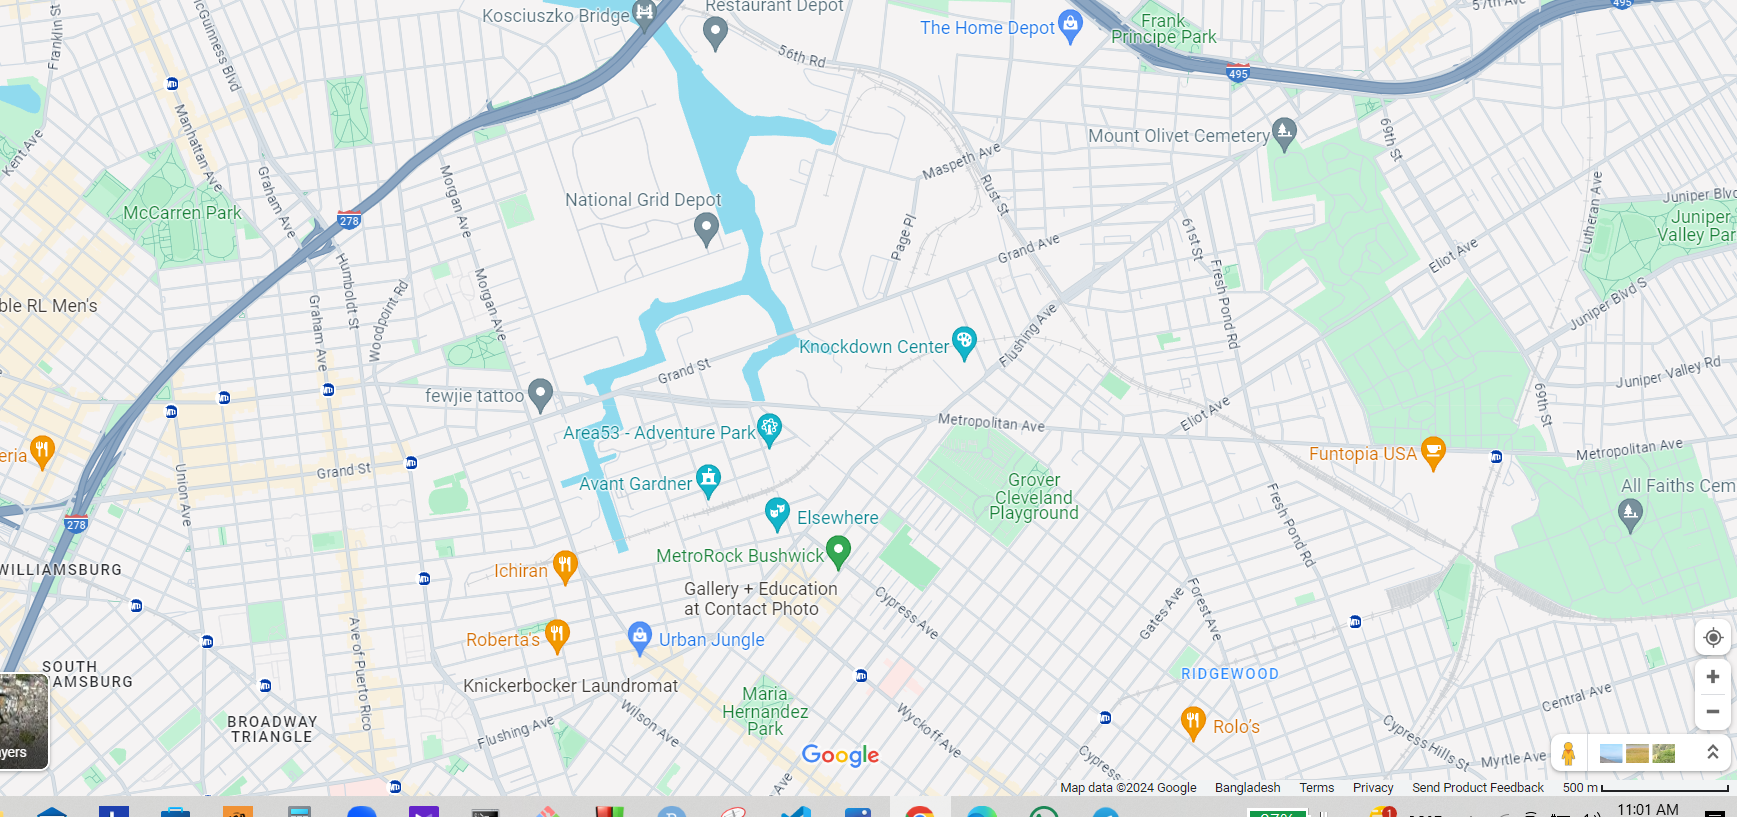 Kosciuszko Bridge
Restaurant Depot
The Home Depot
Frank
Principe Park
57th Ave
495
Franklin St
McGuinness Blvd
56th Rd
495
Manhattan Ave
Kent Ave
Mount Olivet Cemetery
69th St
Maspeth Ave
Rust St
Graham Ave
Morgan Ave
National Grid Depot
McCarren Park
278
Page Pl
Grand Ave
61st St
Lutheran Ave
Juniper Blvd
Juniper
Valley Par
Eliot Ave
Humboldt St
Woodpoint Rd
Morgan Ave
Graham Ave
Fresh Pond Rd
Juniper Blvd S
ble RL Men's
Knockdown Center
Flushing Ave
Grand St
fewjie tattoo
Juniper Valley Rd
69th St
Eliot Ave
Metropolitan Ave
Area53 - Adventure Park
eria
Funtopia USA
Metropolitan Ave
Grand St
Union Ave
Avant Gardner
Grover
Cleveland
Playground
All Faiths Cem
278
Elsewhere
Fresh Pond Rd
MetroRock Bushwick
WILLIAMSBURG
Ichiran
Gallery + Education
at Contact Photo
Cypress Ave
Gates Ave
Forest Ave
Roberta's
Urban Jungle
Ave of Puerto Rico
SOUTH
AMSBURG
Knickerbocker Laundromat
RIDGEWOOD
Maria
Hernandez
Park
Central Ave
BROADWAY
TRIANGLE
Flushing Ave
Wilson Ave
Wyckoff Ave
Rolo's
Cypress Hills St
Myrtle Ave
yers
Google
Cypress
Ave
Map data ©2024 Google
Bangladesh
Terms
Privacy
Send Product Feedback
500 m
11:01 AM